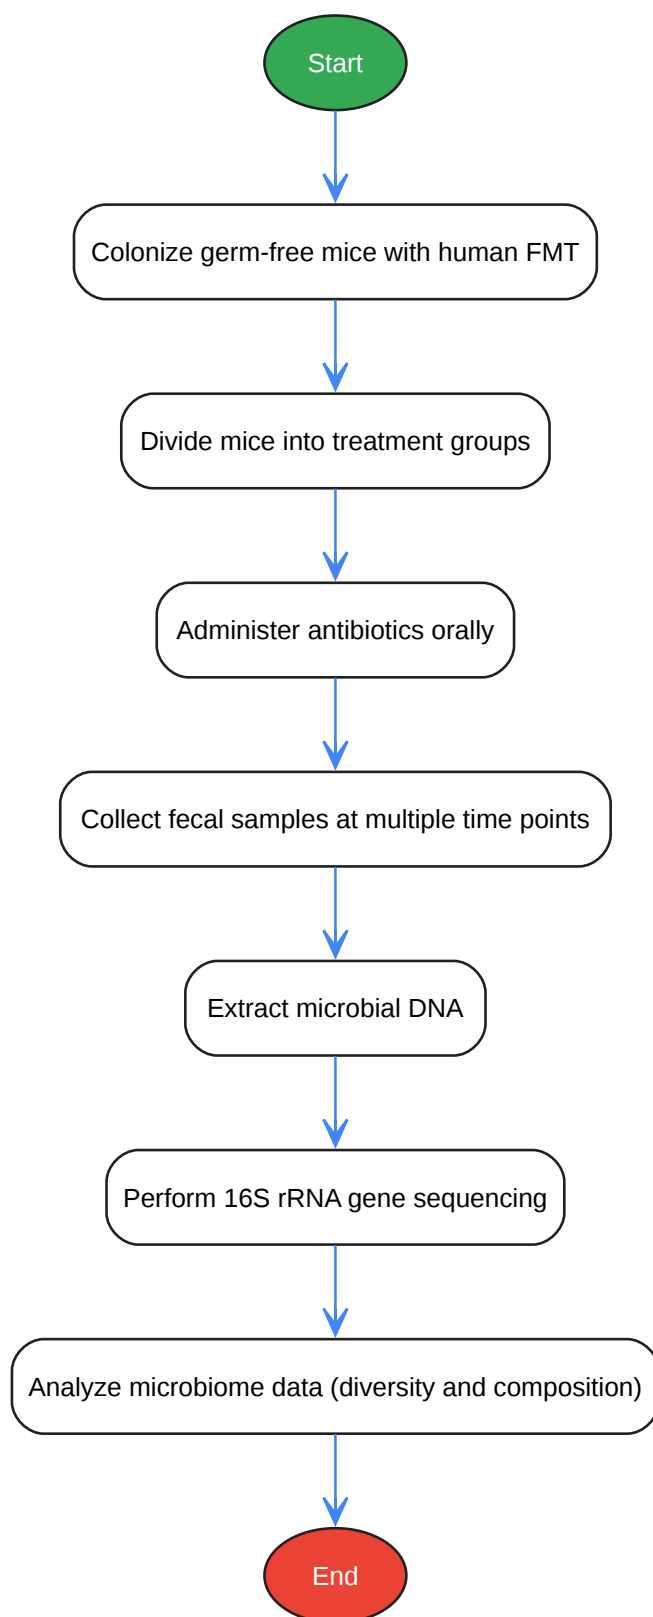 Start
Colonize germ-free mice with human FMT
Divide mice into treatment groups
Administer antibiotics orally
Collect fecal samples at multiple time points
Extract microbial DNA
Perform 16S rRNA gene sequencing
Analyze microbiome data (diversity and composition)
End